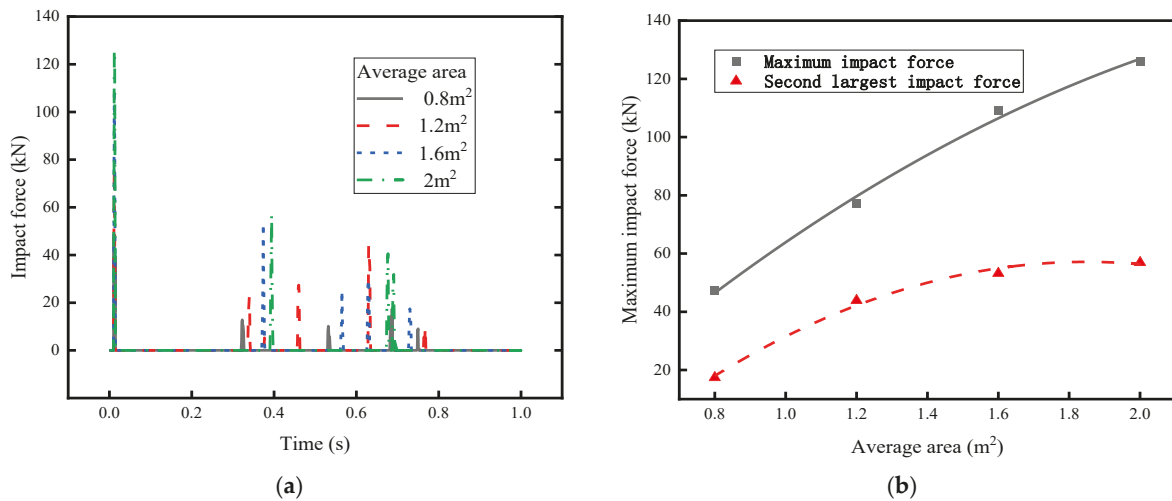 140
120
100
80
60
40
20
0
Impact force (kN)
Average area
0.8m²
1.2m²
1.6m²
2m²
0.0 0.2 0.4 0.6 0.8 1.0
Time (s)
(a)
140
120
100
80
60
40
20
Maximum impact force (kN)
Maximum impact force
Second largest impact force
0.8 1.0 1.2 1.4 1.6 1.8 2.0
Average area (m²)
(b)